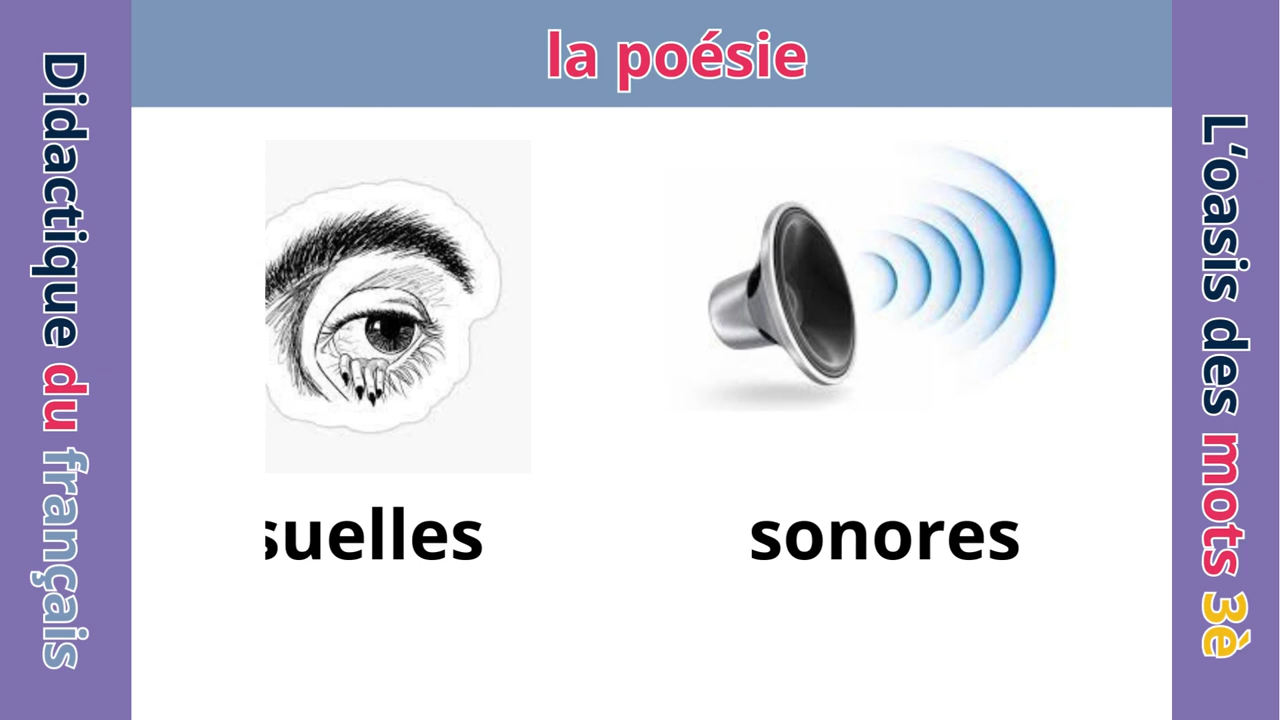 la poésie
Didactique du français
suelles
sonores
L'oasis des mots 3è